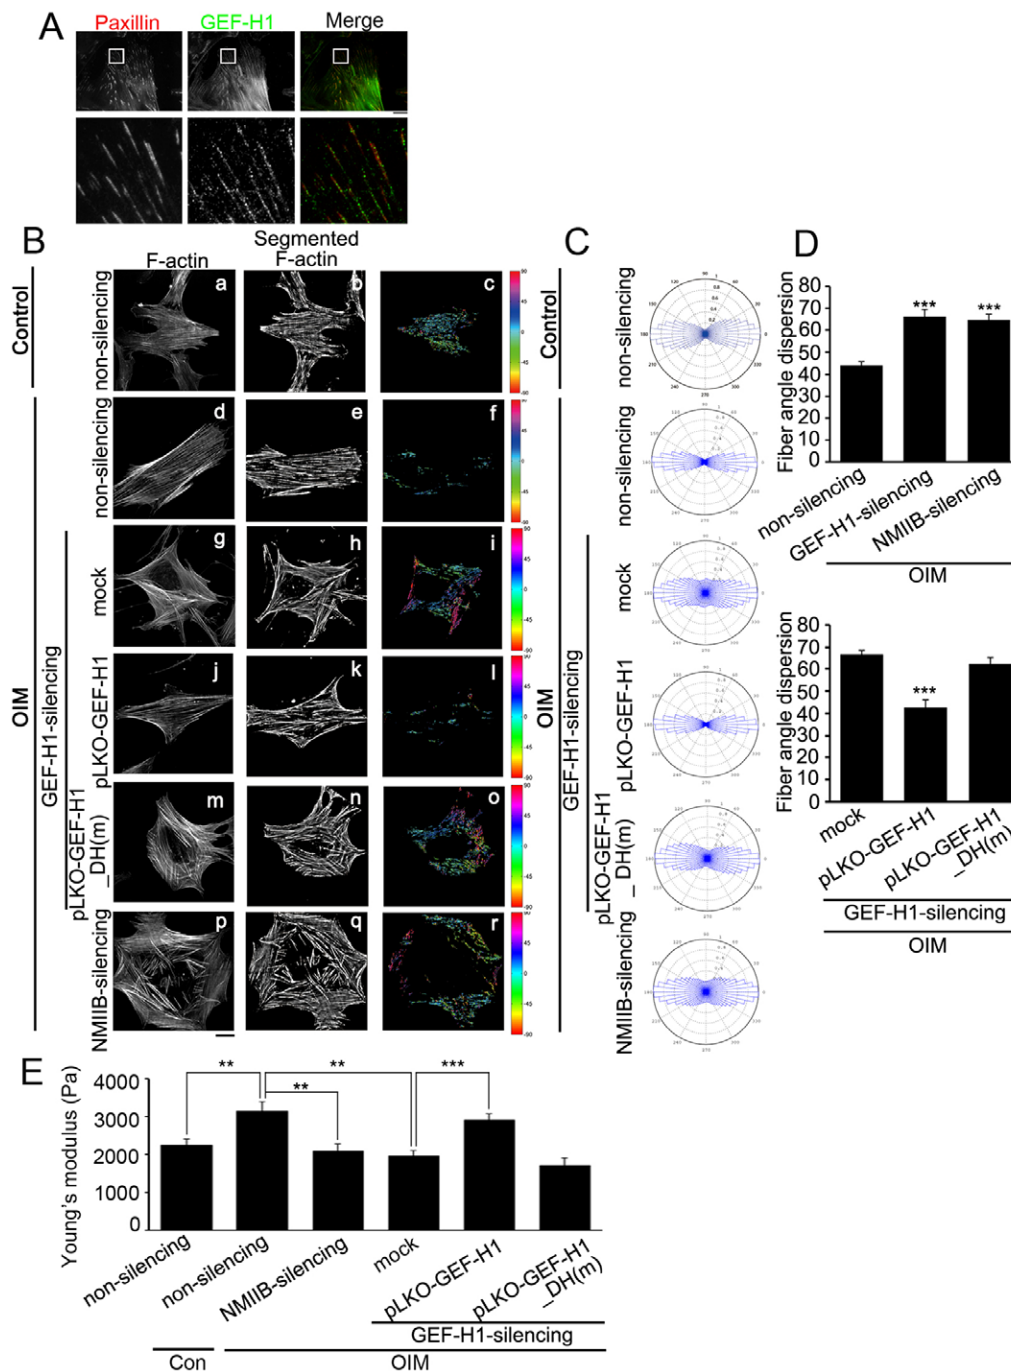 A
Paxillin GEF-H1 Merge
B
F-actin
Segmented
F-actin
Control
non-silencing
a b c
OIM
non-silencing
d e f
GEF-H1-silencing
mock
g h i
pLKO-GEF-H1
j k l
pLKO-GEF-H1
_DH(m)
m n o
NMIIB-silencing
p q r
90
45
0
-45
-90
C
Control
non-silencing
OIM
non-silencing
GEF-H1-silencing
mock
pLKO-GEF-H1
pLKO-GEF-H1
_DH(m)
NMIIB-silencing
D
Fiber angle dispersion
80
70
60
50
40
30
20
10
0
*** ***
non-silencing
GEF-H1-silencing
NMIIB-silencing
OIM
Fiber angle dispersion
80
70
60
50
40
30
20
10
0
***
mock
pLKO-GEF-H1
pLKO-GEF-H1
_DH(m)
GEF-H1-silencing
OIM
E
Young's modulus (Pa)
4000
3000
2000
1000
0
** ** ** ***
non-silencing
non-silencing
NMIIB-silencing
mock
pLKO-GEF-H1
pLKO-GEF-H1
_DH(m)
GEF-H1-silencing
Con OIM